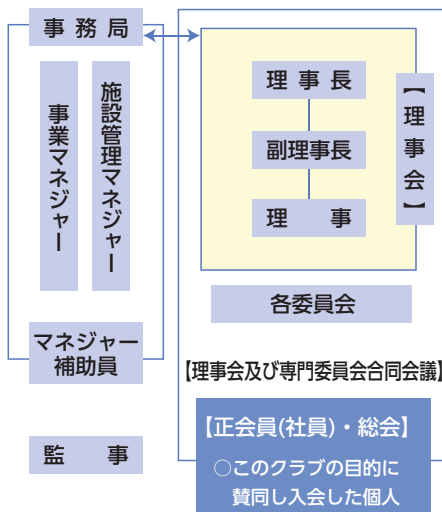 事務局
事業マネジャー
施設管理マネジャー
マネジャー
補助員
監　事
理事長
副理事長
理　事
【理事会】
各委員会
【理事会及び専門委員会合同会議】
【正会員(社員)・総会】
○このクラブの目的に
賛同し入会した個人